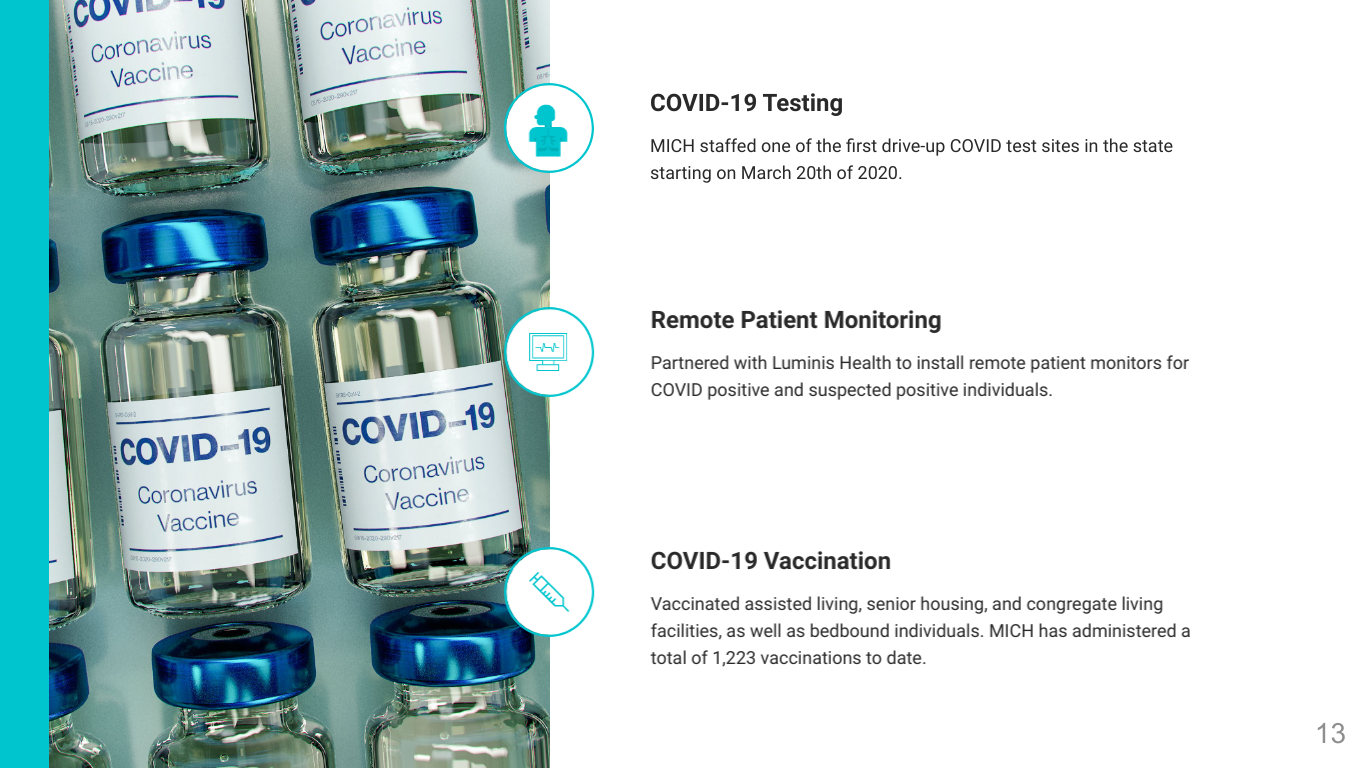 COVID-19
Coronavirus
Vaccine
Coronavirus
Vaccine
COVID-19
Coronavirus
Vaccine
COVID-19
Coronavirus
Vaccine
COVID-19 Testing
MICH staffed one of the first drive-up COVID test sites in the state
starting on March 20th of 2020.
Remote Patient Monitoring
Partnered with Luminis Health to install remote patient monitors for
COVID positive and suspected positive individuals.
COVID-19 Vaccination
Vaccinated assisted living, senior housing, and congregate living
facilities, as well as bedbound individuals. MICH has administered a
total of 1,223 vaccinations to date.
13